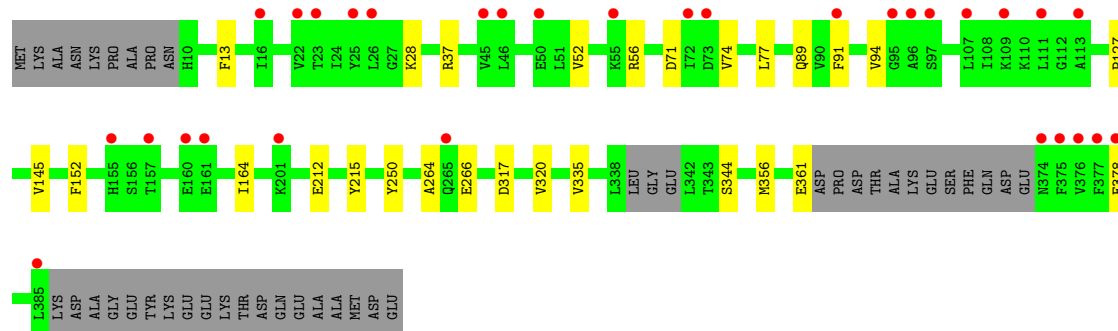 MET LYS ALA ASN LYS PRO ALA PRO ASN H10 F13 I16 V22 T23 I24 Y25 L26 G27 K28 R37 V45 L46 E50 L51 V52 K55 R56 D71 I72 D73 V74 L77 Q89 V90 F91 V94 G95 A96 S97 L107 I108 K109 K110 L111 G112 A113
V145 F152 H155 S156 T157 E160 E161 I164 K201 E212 Y215 Y250 A264 Q265 E266 D317 V320 V335 L338 LEU GLY GLU L342 T343 S344 M356 E361 ASP PRO ASP THR ALA LYS GLU SER PHE GLN ASP GLU N374 F375 V376 F377
L385 LYS ASP ALA GLY GLU TYR LYS GLU GLU LYS THR ASP GLN GLU ALA ALA MET ASP GLU